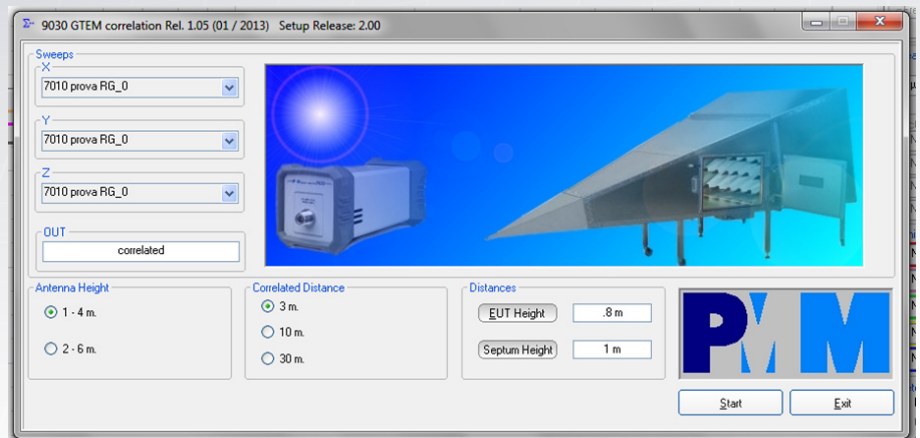 9030 GTEM correlation Rel. 1.05 (01 / 2013)   Setup Release: 2.00
Sweeps
X
7010 prova RG_0
Y
7010 prova RG_0
Z
7010 prova RG_0
OUT
correlated
Antenna Height
1 - 4 m.
2 - 6 m.
Correlated Distance
3 m.
10 m.
30 m.
Distances
EUT Height
.8 m
Septum Height
1 m
PMM
Start
Exit